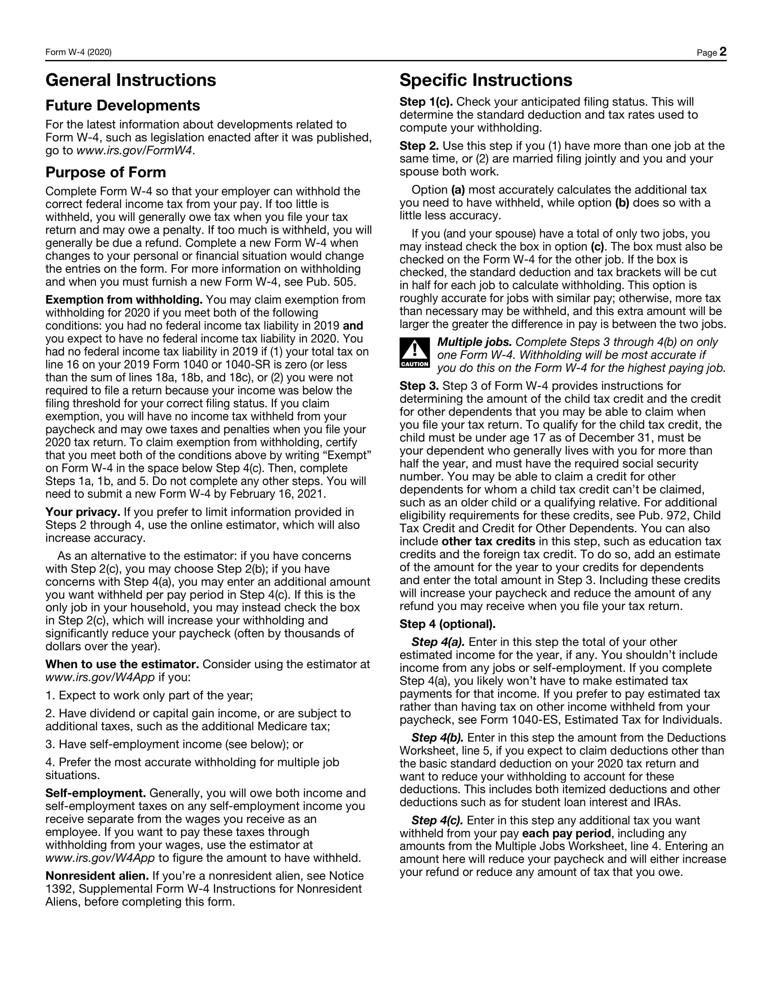 Form W-4 (2020)
Page 2
General Instructions
Future Developments
For the latest information about developments related to
Form W-4, such as legislation enacted after it was published,
go to www.irs.gov/FormW4.
Purpose of Form
Complete Form W-4 so that your employer can withhold the
correct federal income tax from your pay. If too little is
withheld, you will generally owe tax when you file your tax
return and may owe a penalty. If too much is withheld, you will
generally be due a refund. Complete a new Form W-4 when
changes to your personal or financial situation would change
the entries on the form. For more information on withholding
and when you must furnish a new Form W-4, see Pub. 505.
Exemption from withholding. You may claim exemption from
withholding for 2020 if you meet both of the following
conditions: you had no federal income tax liability in 2019 and
you expect to have no federal income tax liability in 2020. You
had no federal income tax liability in 2019 if (1) your total tax on
line 16 on your 2019 Form 1040 or 1040-SR is zero (or less
than the sum of lines 18a, 18b, and 18c), or (2) you were not
required to file a return because your income was below the
filing threshold for your correct filing status. If you claim
exemption, you will have no income tax withheld from your
paycheck and may owe taxes and penalties when you file your
2020 tax return. To claim exemption from withholding, certify
that you meet both of the conditions above by writing “Exempt”
on Form W-4 in the space below Step 4(c). Then, complete
Steps 1a, 1b, and 5. Do not complete any other steps. You will
need to submit a new Form W-4 by February 16, 2021.
Your privacy. If you prefer to limit information provided in
Steps 2 through 4, use the online estimator, which will also
increase accuracy.
As an alternative to the estimator: if you have concerns
with Step 2(c), you may choose Step 2(b); if you have
concerns with Step 4(a), you may enter an additional amount
you want withheld per pay period in Step 4(c). If this is the
only job in your household, you may instead check the box
in Step 2(c), which will increase your withholding and
significantly reduce your paycheck (often by thousands of
dollars over the year).
When to use the estimator. Consider using the estimator at
www.irs.gov/W4App if you:
1. Expect to work only part of the year;
2. Have dividend or capital gain income, or are subject to
additional taxes, such as the additional Medicare tax;
3. Have self-employment income (see below); or
4. Prefer the most accurate withholding for multiple job
situations.
Self-employment. Generally, you will owe both income and
self-employment taxes on any self-employment income you
receive separate from the wages you receive as an
employee. If you want to pay these taxes through
withholding from your wages, use the estimator at
www.irs.gov/W4App to figure the amount to have withheld.
Nonresident alien. If you’re a nonresident alien, see Notice
1392, Supplemental Form W-4 Instructions for Nonresident
Aliens, before completing this form.
Specific Instructions
Step 1(c). Check your anticipated filing status. This will
determine the standard deduction and tax rates used to
compute your withholding.
Step 2. Use this step if you (1) have more than one job at the
same time, or (2) are married filing jointly and you and your
spouse both work.
Option (a) most accurately calculates the additional tax
you need to have withheld, while option (b) does so with a
little less accuracy.
If you (and your spouse) have a total of only two jobs, you
may instead check the box in option (c). The box must also be
checked on the Form W-4 for the other job. If the box is
checked, the standard deduction and tax brackets will be cut
in half for each job to calculate withholding. This option is
roughly accurate for jobs with similar pay; otherwise, more tax
than necessary may be withheld, and this extra amount will be
larger the greater the difference in pay is between the two jobs.
! CAUTION
Multiple jobs. Complete Steps 3 through 4(b) on only
one Form W-4. Withholding will be most accurate if
you do this on the Form W-4 for the highest paying job.
Step 3. Step 3 of Form W-4 provides instructions for
determining the amount of the child tax credit and the credit
for other dependents that you may be able to claim when
you file your tax return. To qualify for the child tax credit, the
child must be under age 17 as of December 31, must be
your dependent who generally lives with you for more than
half the year, and must have the required social security
number. You may be able to claim a credit for other
dependents for whom a child tax credit can’t be claimed,
such as an older child or a qualifying relative. For additional
eligibility requirements for these credits, see Pub. 972, Child
Tax Credit and Credit for Other Dependents. You can also
include other tax credits in this step, such as education tax
credits and the foreign tax credit. To do so, add an estimate
of the amount for the year to your credits for dependents
and enter the total amount in Step 3. Including these credits
will increase your paycheck and reduce the amount of any
refund you may receive when you file your tax return.
Step 4 (optional).
Step 4(a). Enter in this step the total of your other
estimated income for the year, if any. You shouldn’t include
income from any jobs or self-employment. If you complete
Step 4(a), you likely won’t have to make estimated tax
payments for that income. If you prefer to pay estimated tax
rather than having tax on other income withheld from your
paycheck, see Form 1040-ES, Estimated Tax for Individuals.
Step 4(b). Enter in this step the amount from the Deductions
Worksheet, line 5, if you expect to claim deductions other than
the basic standard deduction on your 2020 tax return and
want to reduce your withholding to account for these
deductions. This includes both itemized deductions and other
deductions such as for student loan interest and IRAs.
Step 4(c). Enter in this step any additional tax you want
withheld from your pay each pay period, including any
amounts from the Multiple Jobs Worksheet, line 4. Entering an
amount here will reduce your paycheck and will either increase
your refund or reduce any amount of tax that you owe.